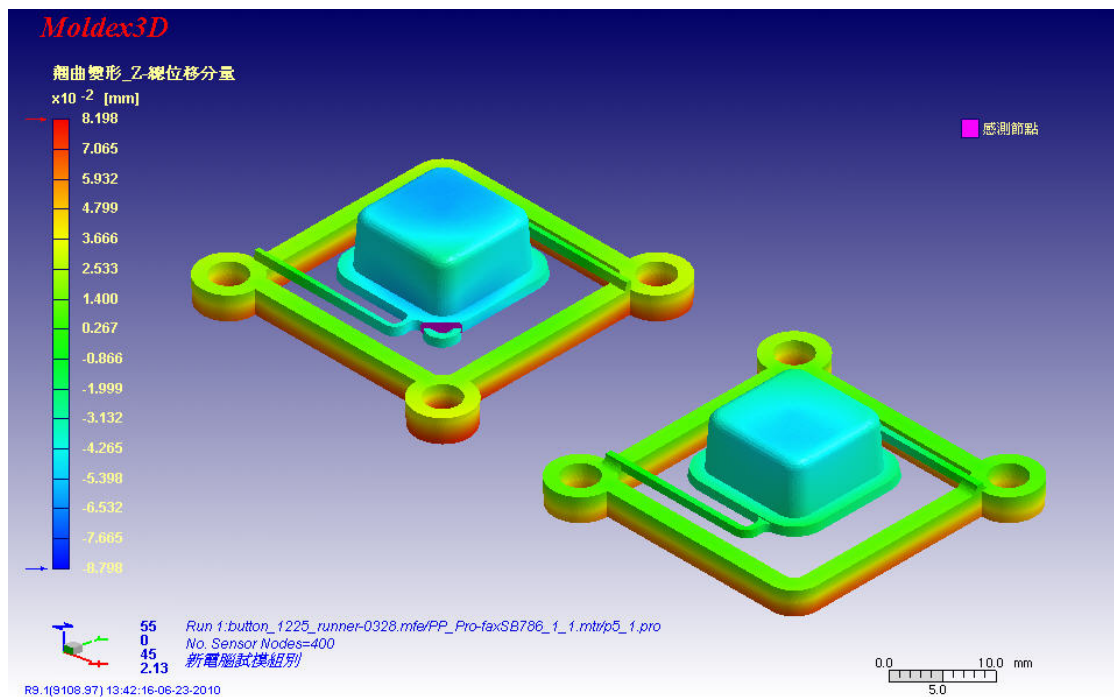 Moldex3D
翹曲變形_Z-總位移分量
x10 -2 [mm]
8.198
7.065
5.932
4.799
3.666
2.533
1.400
0.267
-0.866
-1.999
-3.132
-4.265
-5.398
-6.532
-7.665
-8.798
感測節點
55
0
45
2.13
Run 1:button_1225_runner-0328.mfe/PP_Pro-faxSB786_1_1.mtr/p5_1.pro
No. Sensor Nodes=400
新電腦試模組別
0.0 10.0 mm
5.0
R9.1(9108.97) 13:42:16-06-23-2010